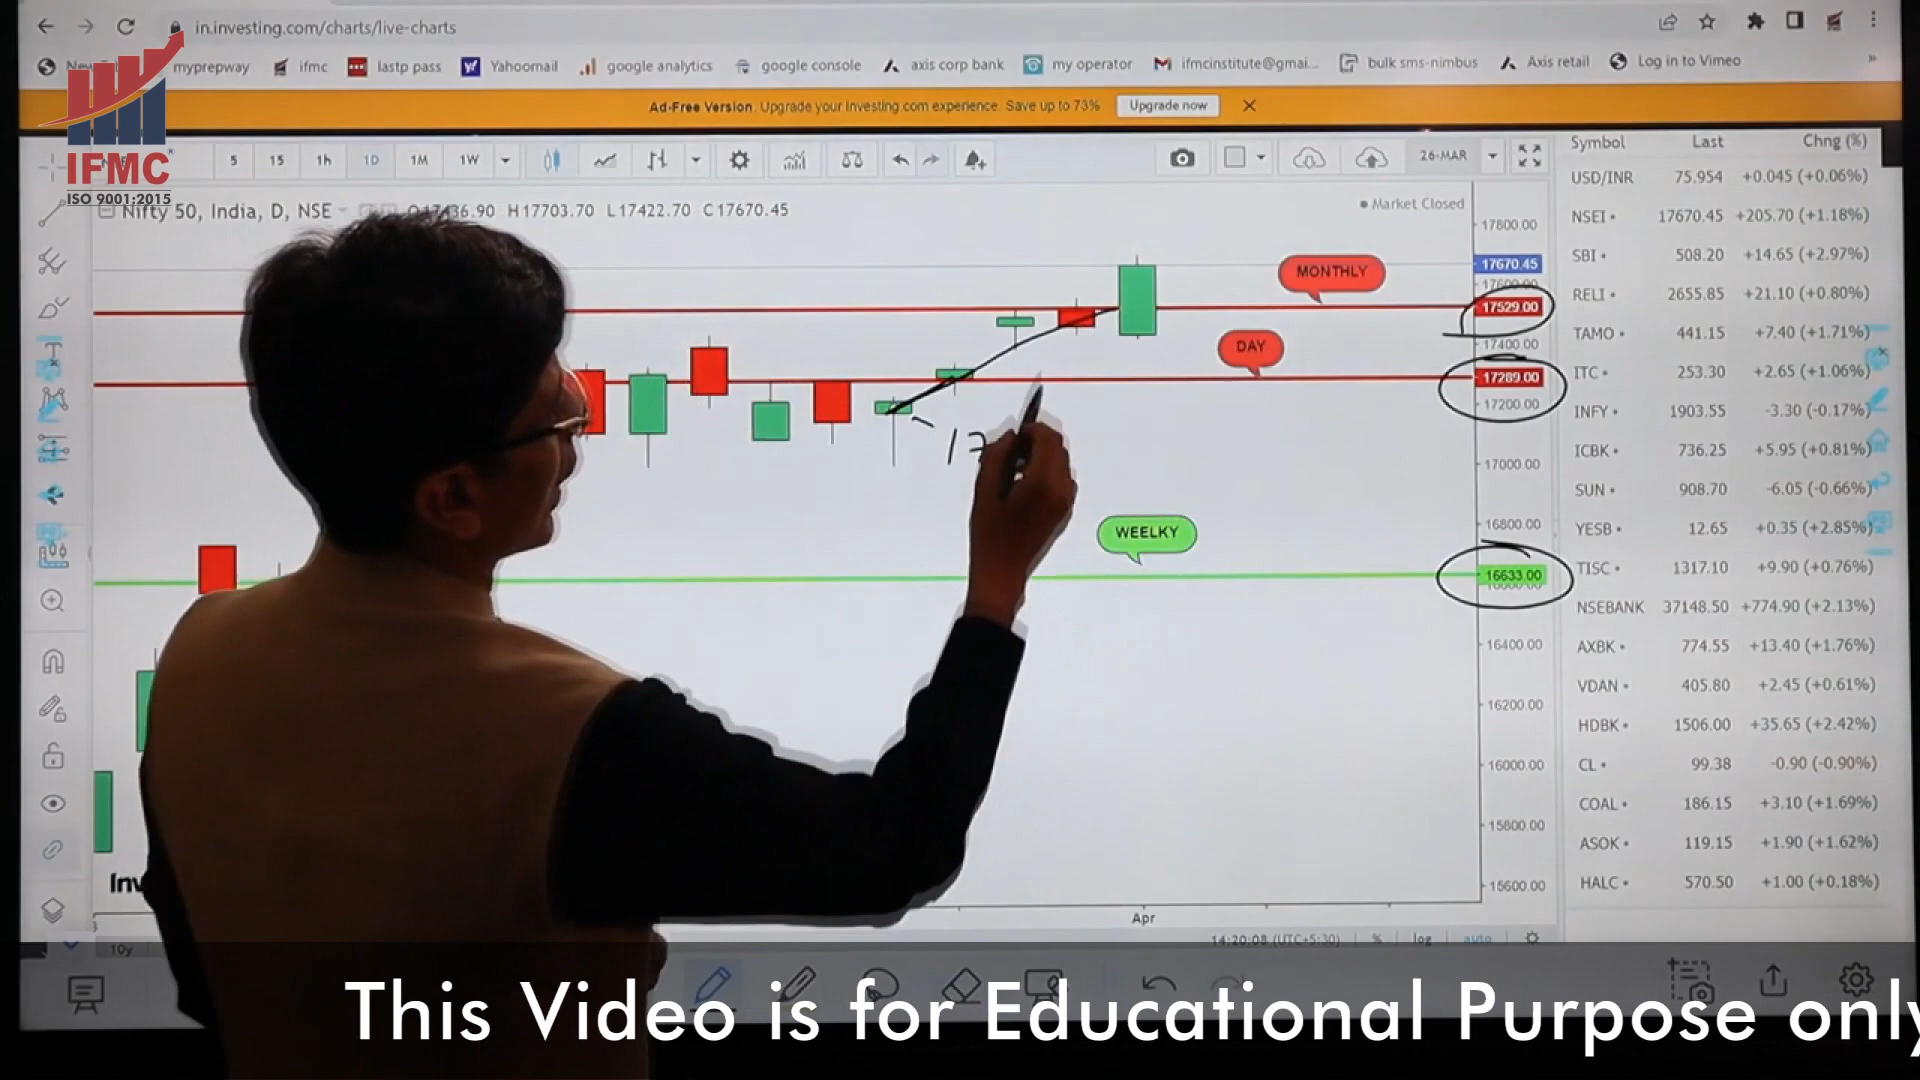 in.investing.com/charts/live-charts
myprepway ifmc lastp pass Yahoomail google analytics google console axis corp bank my operator ifmcinstitute@gmai... bulk sms-nimbus Axis retail Log in to Vimeo »
Ad-Free Version. Upgrade your Investing.com experience. Save up to 73% Upgrade now
IFMC
ISO 9001:2015
5 15 1h 1D 1M 1W 26-MAR
Nifty 50, India, D, NSE H17703.70 L17422.70 C17670.45
Market Closed
MONTHLY
DAY
WEELKY
17
17800.00
17670.45
17529.00
17400.00
17289.00
17200.00
17000.00
16800.00
16633.00
16400.00
16200.00
16000.00
15800.00
15600.00
Apr
10y
14:20:08 (UTC+5:30) % log auto
Symbol Last Chng (%)
USD/INR 75.954 +0.045 (+0.06%)
NSEI 17670.45 +205.70 (+1.18%)
SBI 508.20 +14.65 (+2.97%)
RELI 2655.85 +21.10 (+0.80%)
TAMO 441.15 +7.40 (+1.71%)
ITC 253.30 +2.65 (+1.06%)
INFY 1903.55 -3.30 (-0.17%)
ICBK 736.25 +5.95 (+0.81%)
SUN 908.70 -6.05 (-0.66%)
YESB 12.65 +0.35 (+2.85%)
TISC 1317.10 +9.90 (+0.76%)
NSEBANK 37148.50 +774.90 (+2.13%)
AXBK 774.55 +13.40 (+1.76%)
VDAN 405.80 +2.45 (+0.61%)
HDBK 1506.00 +35.65 (+2.42%)
CL 99.38 -0.90 (-0.90%)
COAL 186.15 +3.10 (+1.69%)
ASOK 119.15 +1.90 (+1.62%)
HALC 570.50 +1.00 (+0.18%)
This Video is for Educational Purpose only